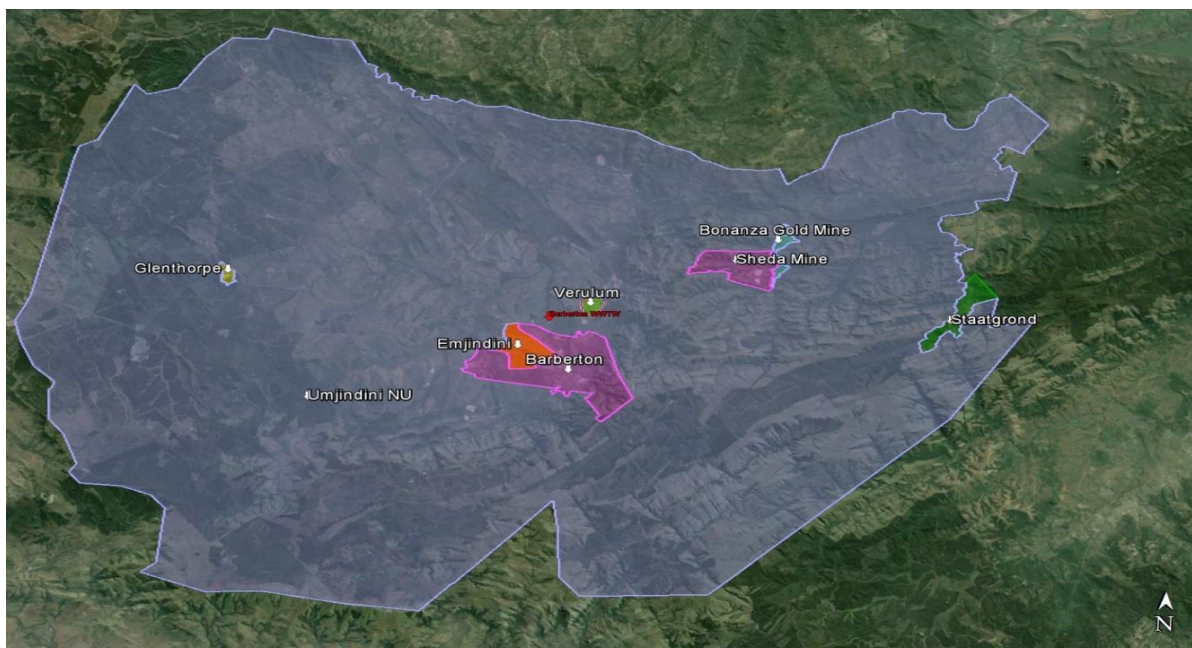 Bonanza Gold Mine
Sheda Mine
Glenthorpe
Verulum
Barberton WWTW
Staatgrond
Emjindini
Barberton
Umjindini NU
N